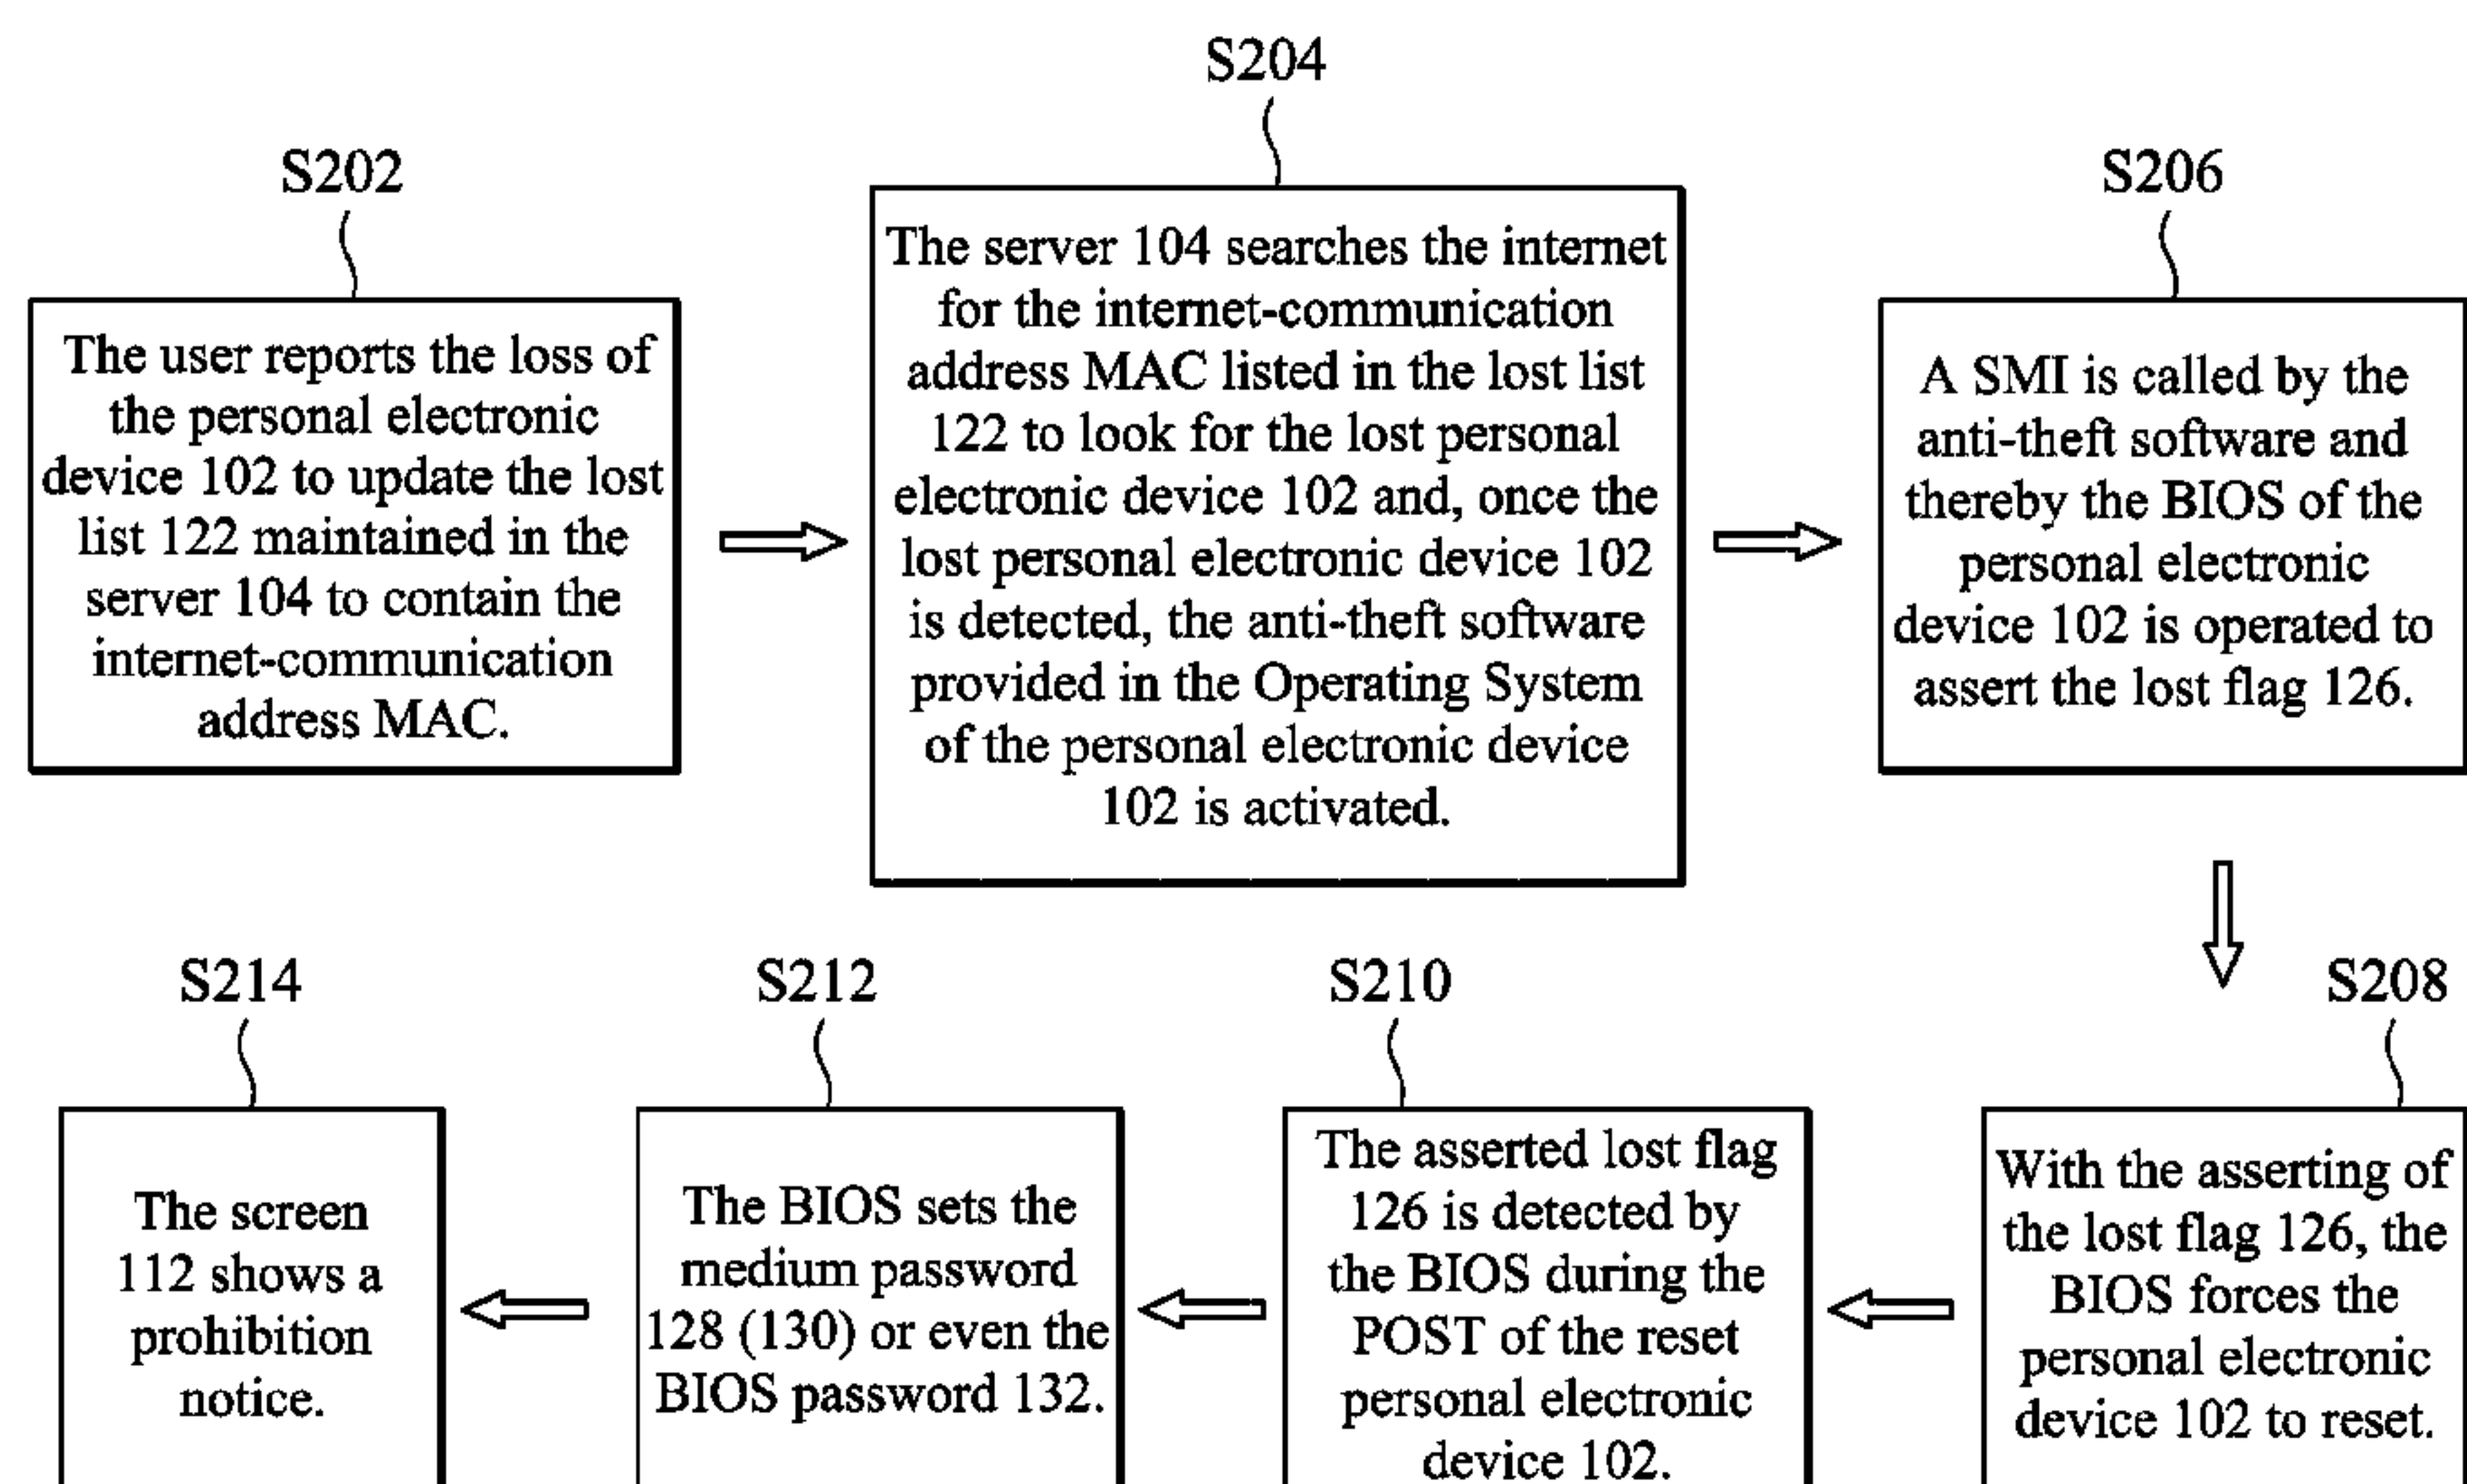 S202
The user reports the loss of
the personal electronic
device 102 to update the lost
list 122 maintained in the
server 104 to contain the
internet-communication
address MAC.
S204
The server 104 searches the internet
for the internet-communication
address MAC listed in the lost list
122 to look for the lost personal
electronic device 102 and, once the
lost personal electronic device 102
is detected, the anti-theft software
provided in the Operating System
of the personal electronic device
102 is activated.
S206
A SMI is called by the
anti-theft software and
thereby the BIOS of the
personal electronic
device 102 is operated to
assert the lost flag 126.
S208
With the asserting of
the lost flag 126, the
BIOS forces the
personal electronic
device 102 to reset.
S210
The asserted lost flag
126 is detected by
the BIOS during the
POST of the reset
personal electronic
device 102.
S212
The BIOS sets the
medium password
128 (130) or even the
BIOS password 132.
S214
The screen
112 shows a
prohibition
notice.